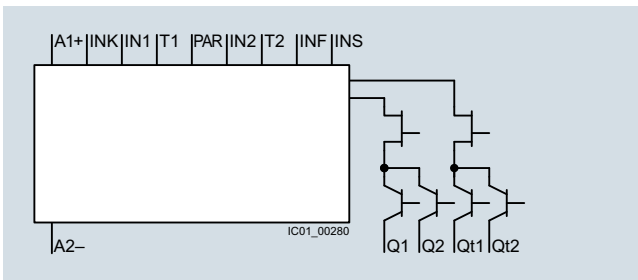 A1+ INK IN1 T1 PAR IN2 T2 INF INS
IC01_00280
A2– Q1 Q2 Qt1 Qt2